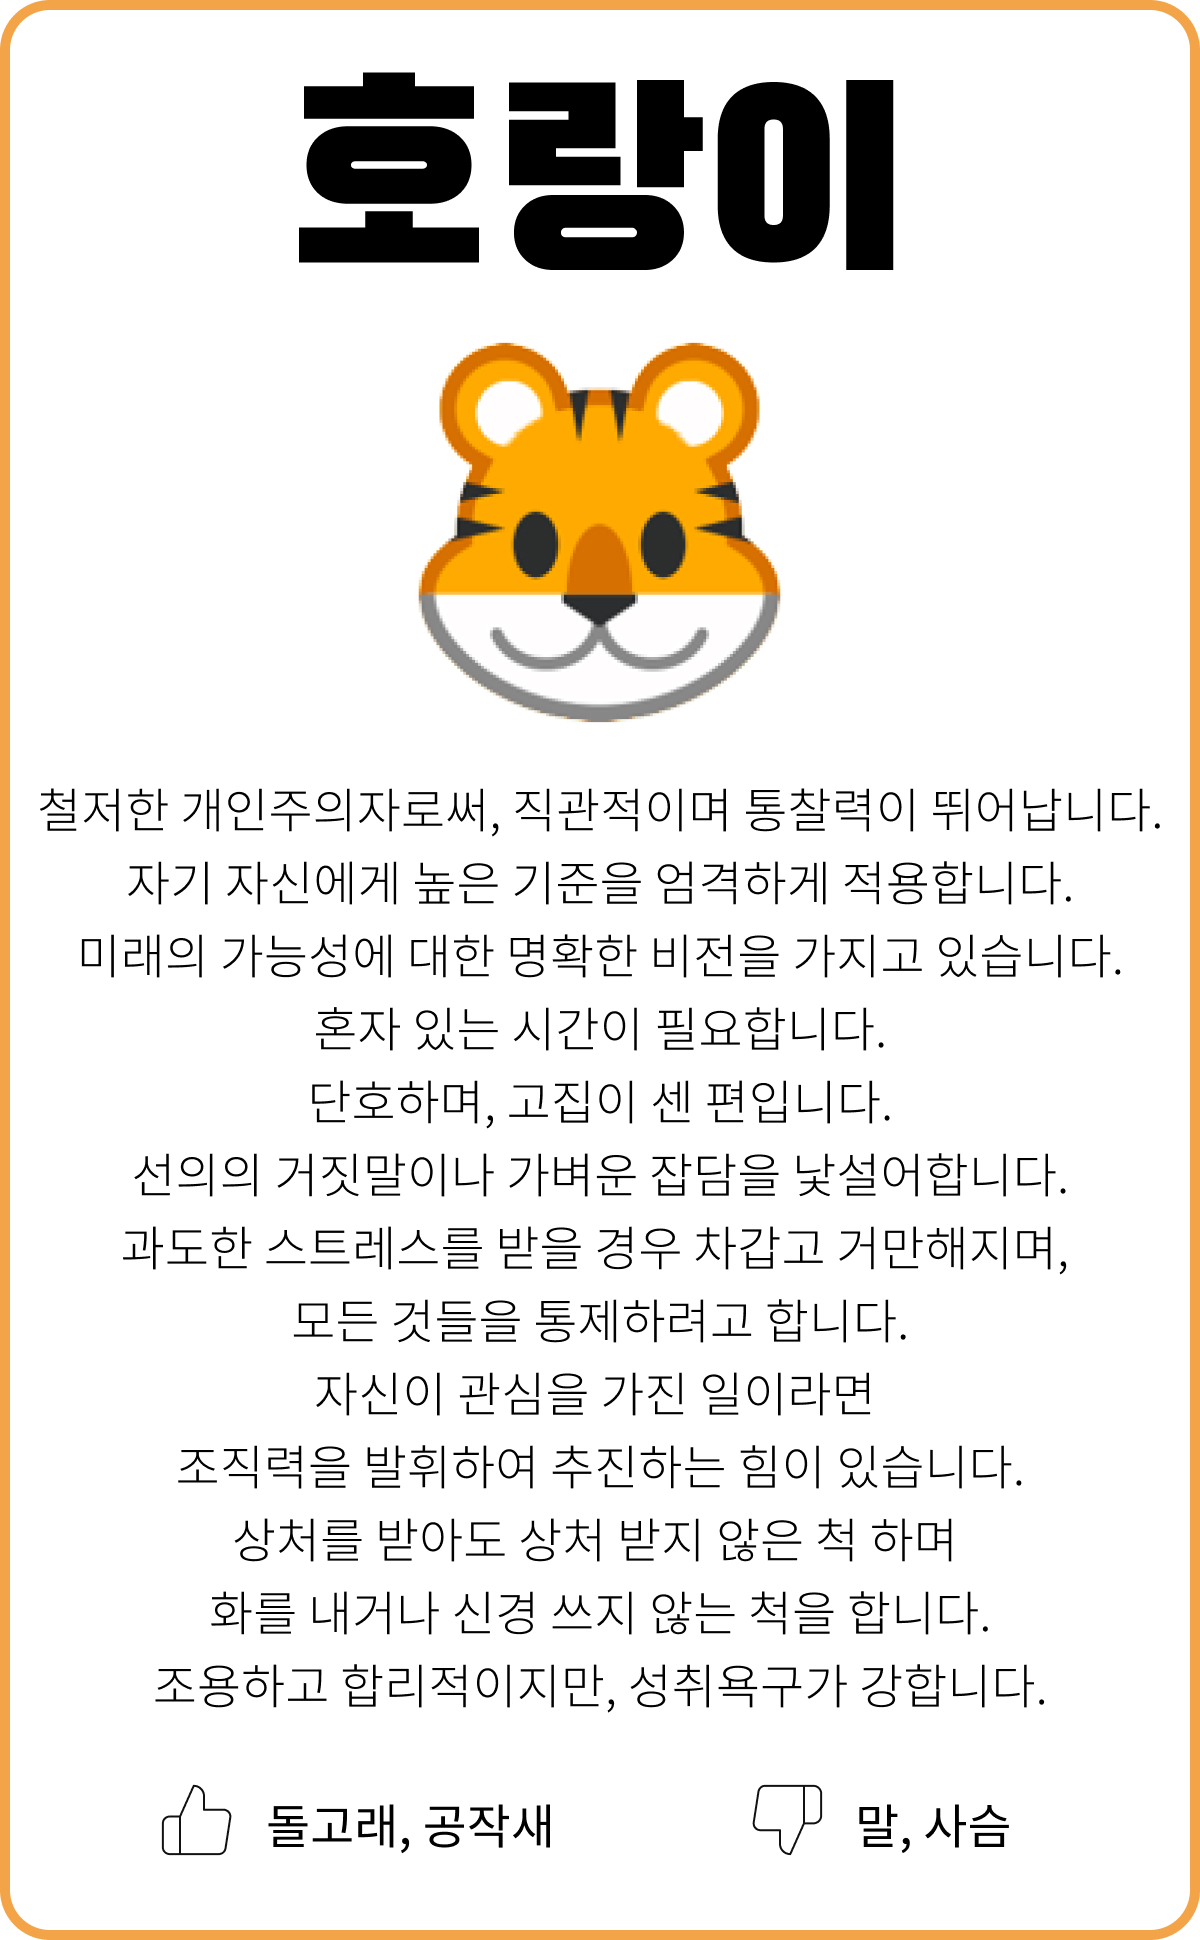 호랑이
철저한 개인주의자로써, 직관적이며 통찰력이 뛰어납니다.
자기 자신에게 높은 기준을 엄격하게 적용합니다.
미래의 가능성에 대한 명확한 비전을 가지고 있습니다.
혼자 있는 시간이 필요합니다.
단호하며, 고집이 센 편입니다.
선의의 거짓말이나 가벼운 잡담을 낯설어합니다.
과도한 스트레스를 받을 경우 차갑고 거만해지며,
모든 것들을 통제하려고 합니다.
자신이 관심을 가진 일이라면
조직력을 발휘하여 추진하는 힘이 있습니다.
상처를 받아도 상처 받지 않은 척 하며
화를 내거나 신경 쓰지 않는 척을 합니다.
조용하고 합리적이지만, 성취욕구가 강합니다.
돌고래, 공작새
말, 사슴